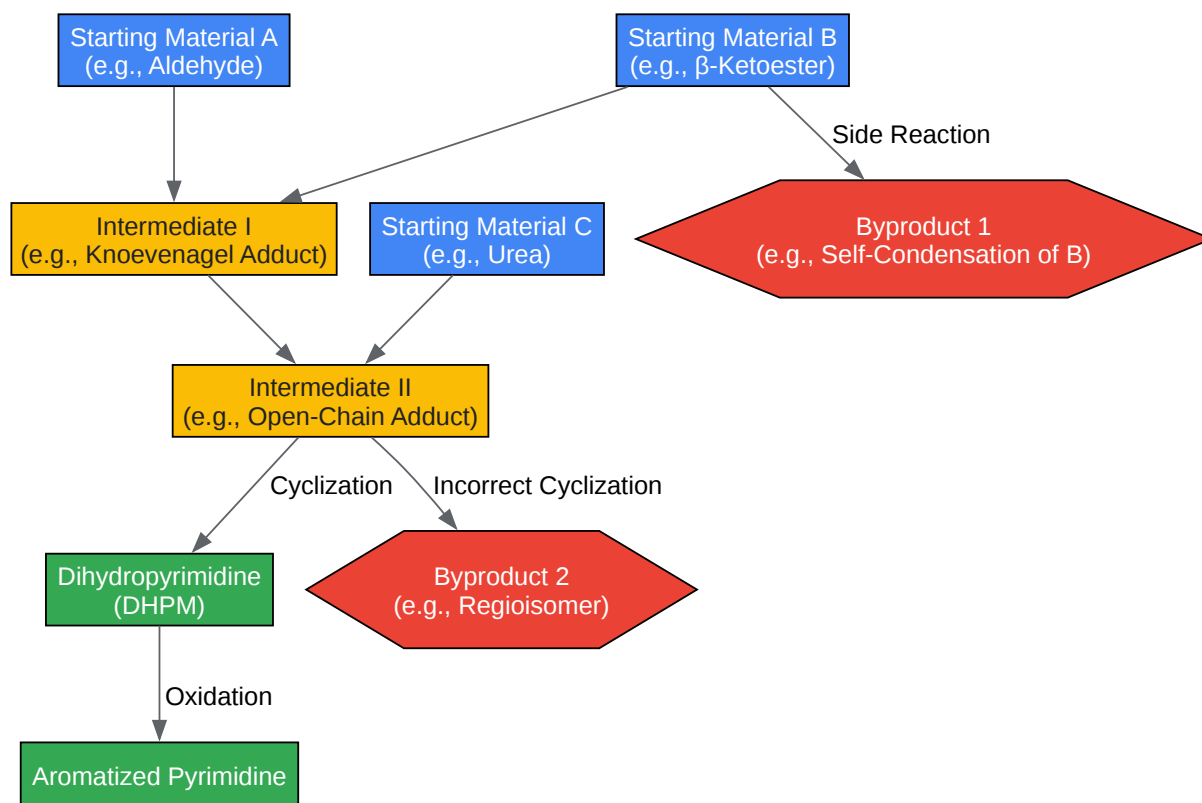 Starting Material A
(e.g., Aldehyde)
Starting Material B
(e.g., β-Ketoester)
Side Reaction
Intermediate I
(e.g., Knoevenagel Adduct)
Starting Material C
(e.g., Urea)
Byproduct 1
(e.g., Self-Condensation of B)
Intermediate II
(e.g., Open-Chain Adduct)
Cyclization
Incorrect Cyclization
Dihydropyrimidine
(DHPM)
Byproduct 2
(e.g., Regioisomer)
Oxidation
Aromatized Pyrimidine